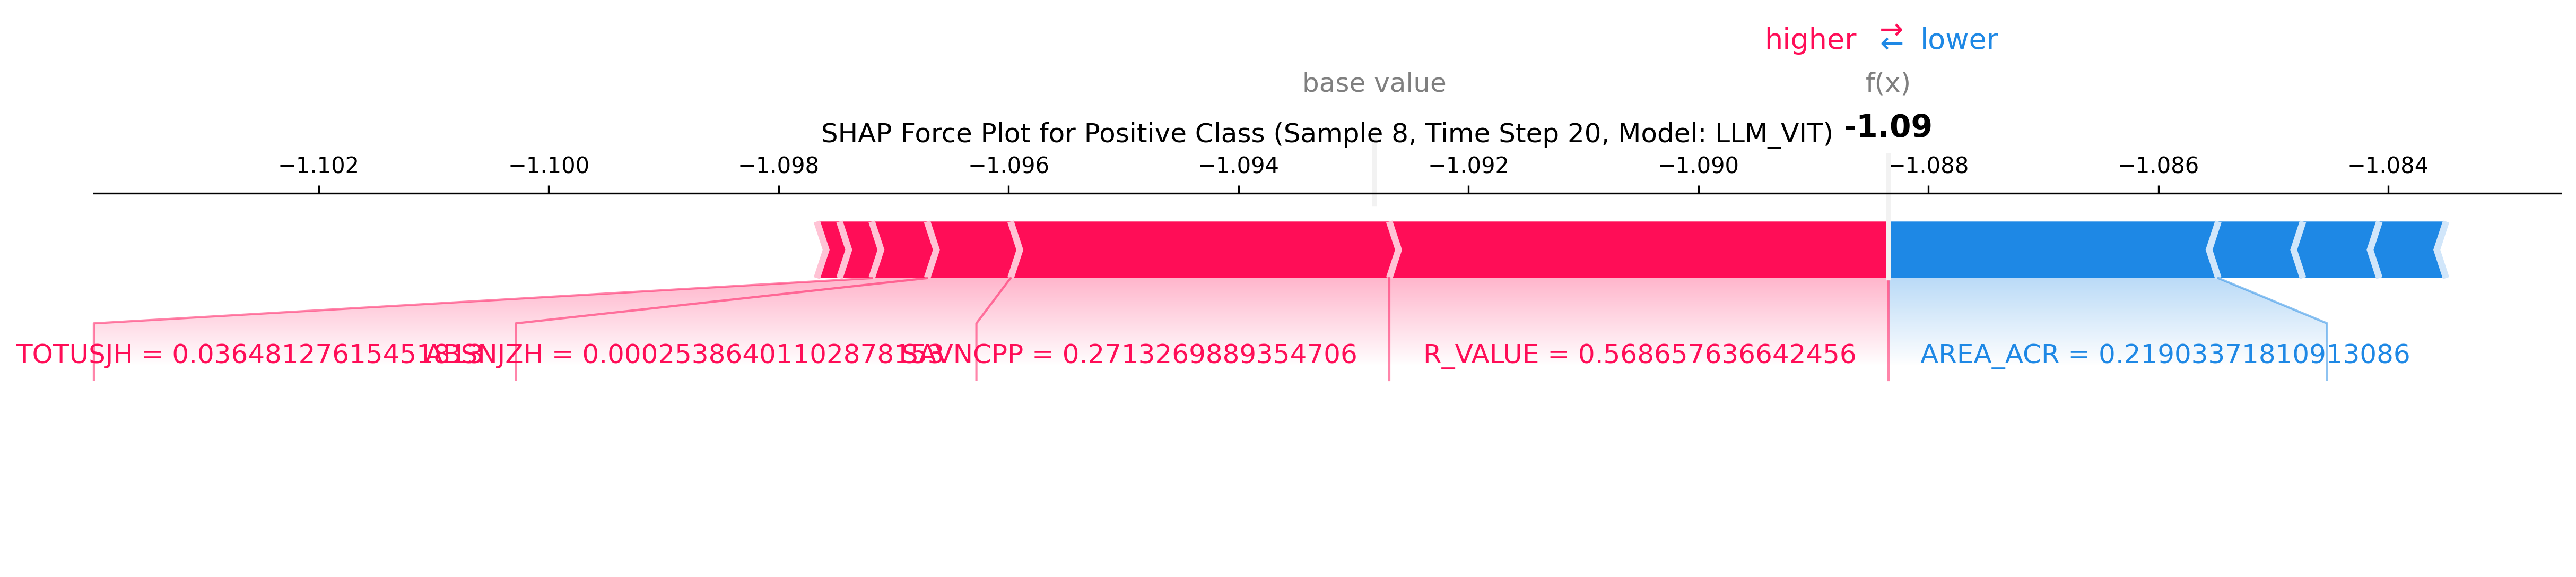 higher ⇄ lower
base value f(x)
SHAP Force Plot for Positive Class (Sample 8, Time Step 20, Model: LLM_VIT) -1.09
−1.102 −1.100 −1.098 −1.096 −1.094 −1.092 −1.090 −1.088 −1.086 −1.084
TOTUSJH = 0.03648127615451813 ABSNJZH = 0.00025386401102878153 SAVNCPP = 0.2713269889354706 R_VALUE = 0.568657636642456 AREA_ACR = 0.21903371810913086